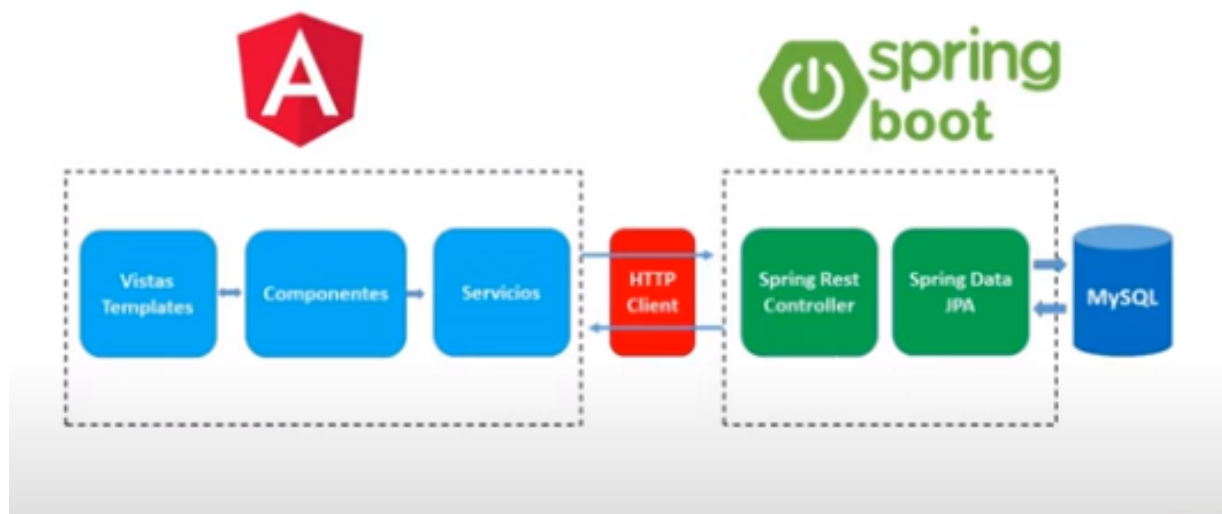 A
spring
boot
Vistas
Templates
Componentes
Servicios
HTTP
Client
Spring Rest
Controller
Spring Data
JPA
MySQL